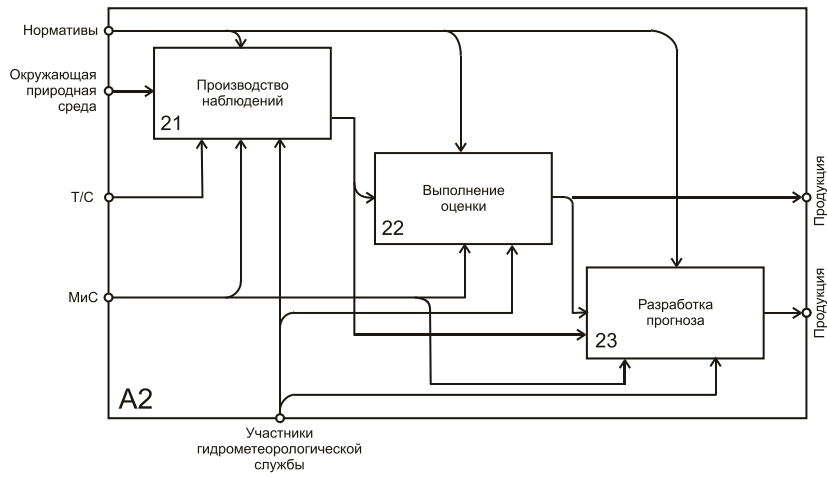 Нормативы
Окружающая
природная
среда
Производство
наблюдений
21
Т/С
Выполнение
оценки
22
Продукция
МиС
Разработка
прогноза
23
Продукция
А2
Участники
гидрометеорологической
службы